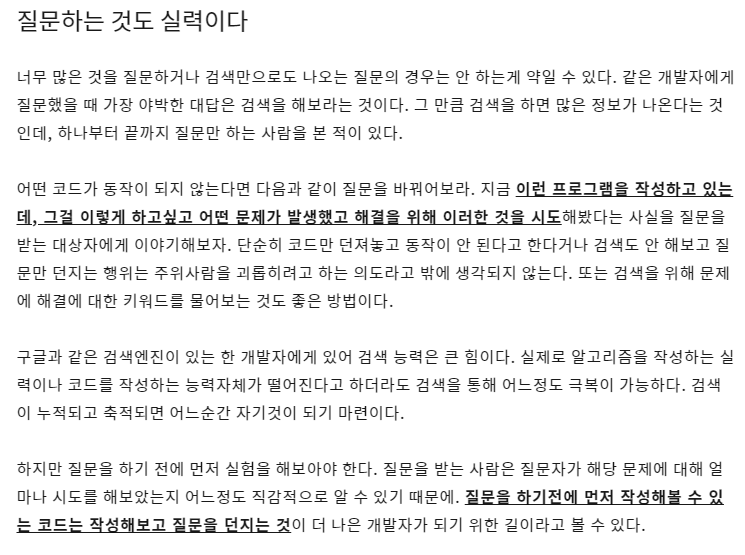 질문하는 것도 실력이다
너무 많은 것을 질문하거나 검색만으로도 나오는 질문의 경우는 안 하는게 약일 수 있다. 같은 개발자에게
질문했을 때 가장 야박한 대답은 검색을 해보라는 것이다. 그 만큼 검색을 하면 많은 정보가 나온다는 것
인데, 하나부터 끝까지 질문만 하는 사람을 본 적이 있다.
어떤 코드가 동작이 되지 않는다면 다음과 같이 질문을 바꿔어보라. 지금 이런 프로그램을 작성하고 있는
데, 그걸 이렇게 하고싶고 어떤 문제가 발생했고 해결을 위해 이러한 것을 시도해봤다는 사실을 질문을
받는 대상자에게 이야기해보자. 단순히 코드만 던져놓고 동작이 안 된다고 한다거나 검색도 안 해보고 질
문만 던지는 행위는 주위사람을 괴롭히려고 하는 의도라고 밖에 생각되지 않는다. 또는 검색을 위해 문제
에 해결에 대한 키워드를 물어보는 것도 좋은 방법이다.
구글과 같은 검색엔진이 있는 한 개발자에게 있어 검색 능력은 큰 힘이다. 실제로 알고리즘을 작성하는 실
력이나 코드를 작성하는 능력자체가 떨어진다고 하더라도 검색을 통해 어느정도 극복이 가능하다. 검색
이 누적되고 축적되면 어느순간 자기것이 되기 마련이다.
하지만 질문을 하기 전에 먼저 실험을 해보아야 한다. 질문을 받는 사람은 질문자가 해당 문제에 대해 얼
마나 시도를 해보았는지 어느정도 직감적으로 알 수 있기 때문에. 질문을 하기전에 먼저 작성해볼 수 있
는 코드는 작성해보고 질문을 던지는 것이 더 나은 개발자가 되기 위한 길이라고 볼 수 있다.